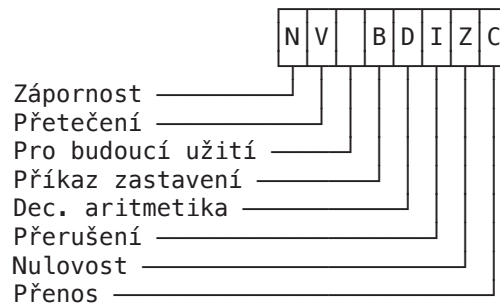 N V B D I Z C
Zápornost
Přetečení
Pro budoucí užití
Příkaz zastavení
Dec. aritmetika
Přerušení
Nulovost
Přenos